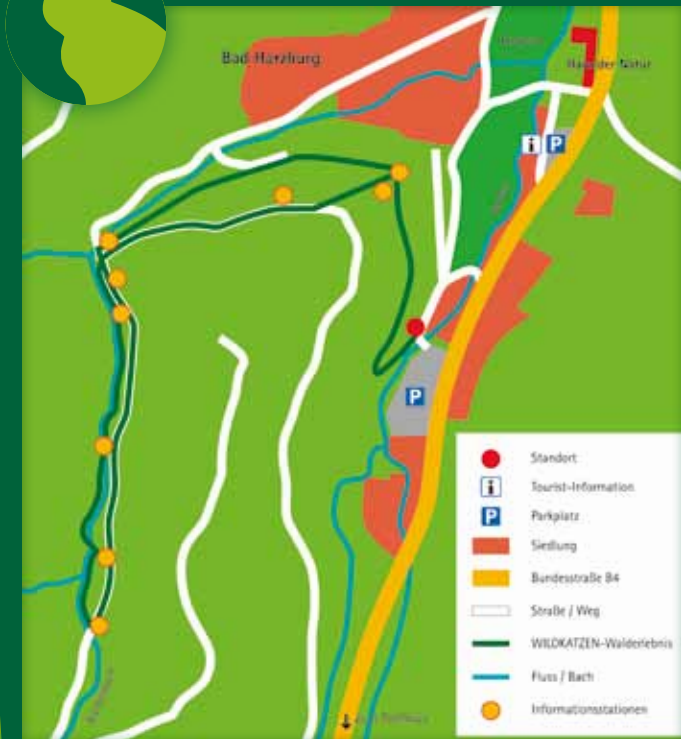 Bad Harzburg
Haus der Natur
i
P
P
Standort
i
Tourist-Information
P
Parkplatz
Siedlung
Bundesstraße B4
Straße / Weg
WILDKATZEN-Walderlebnis
Fluss / Bach
Informationsstationen